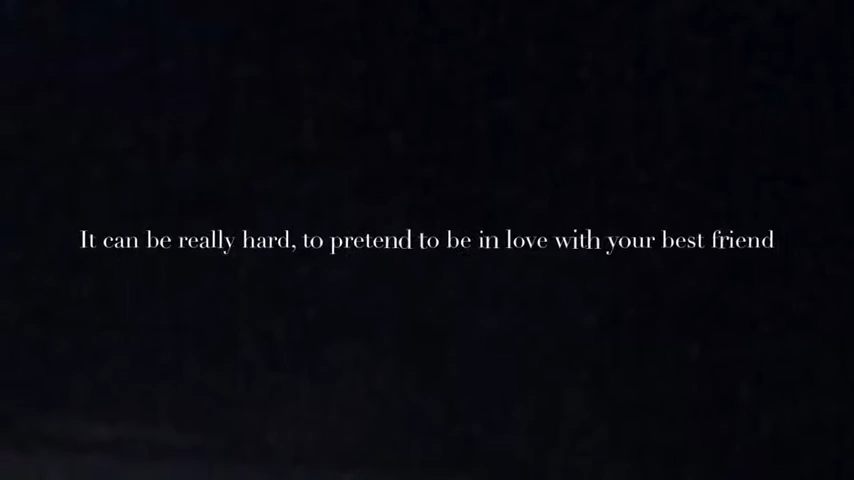 It can be really hard, to pretend to be in love with your best friend